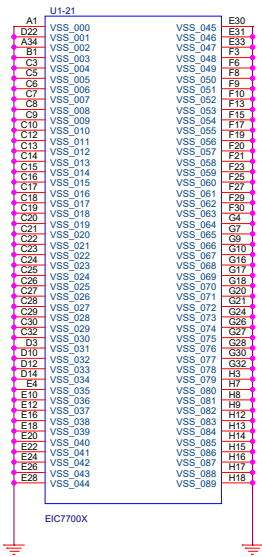 U1-21
A1 VSS_000 VSS_045 E30
D22 VSS_001 VSS_046 E31
A34 VSS_002 VSS_047 E33
B1 VSS_003 VSS_048 F3
C3 VSS_004 VSS_049 F6
C5 VSS_005 VSS_050 F8
C6 VSS_006 VSS_051 F9
C7 VSS_007 VSS_052 F10
C8 VSS_008 VSS_053 F13
C9 VSS_009 VSS_054 F15
C10 VSS_010 VSS_055 F17
C12 VSS_011 VSS_056 F19
C13 VSS_012 VSS_057 F20
C14 VSS_013 VSS_058 F21
C15 VSS_014 VSS_059 F23
C16 VSS_015 VSS_060 F25
C17 VSS_016 VSS_061 F27
C18 VSS_017 VSS_062 F29
C19 VSS_018 VSS_063 F30
C20 VSS_019 VSS_064 G4
C21 VSS_020 VSS_065 G7
C22 VSS_021 VSS_066 G9
C23 VSS_022 VSS_067 G10
C24 VSS_023 VSS_068 G16
C25 VSS_024 VSS_069 G17
C26 VSS_025 VSS_070 G18
C27 VSS_026 VSS_071 G20
C28 VSS_027 VSS_072 G21
C29 VSS_028 VSS_073 G24
C30 VSS_029 VSS_074 G26
C32 VSS_030 VSS_075 G27
D3 VSS_031 VSS_076 G28
D10 VSS_032 VSS_077 G30
D12 VSS_033 VSS_078 G32
D14 VSS_034 VSS_079 H3
E4 VSS_035 VSS_080 H7
E10 VSS_036 VSS_081 H8
E12 VSS_037 VSS_082 H9
E16 VSS_038 VSS_083 H12
E18 VSS_039 VSS_084 H13
E20 VSS_040 VSS_085 H14
E22 VSS_041 VSS_086 H15
E24 VSS_042 VSS_087 H16
E26 VSS_043 VSS_088 H17
E28 VSS_044 VSS_089 H18
EIC7700X